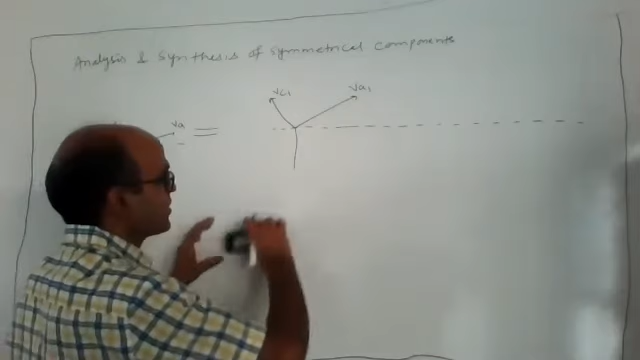 Analysis & Synthesis of symmetrical components
Vc1 Va1
Va =